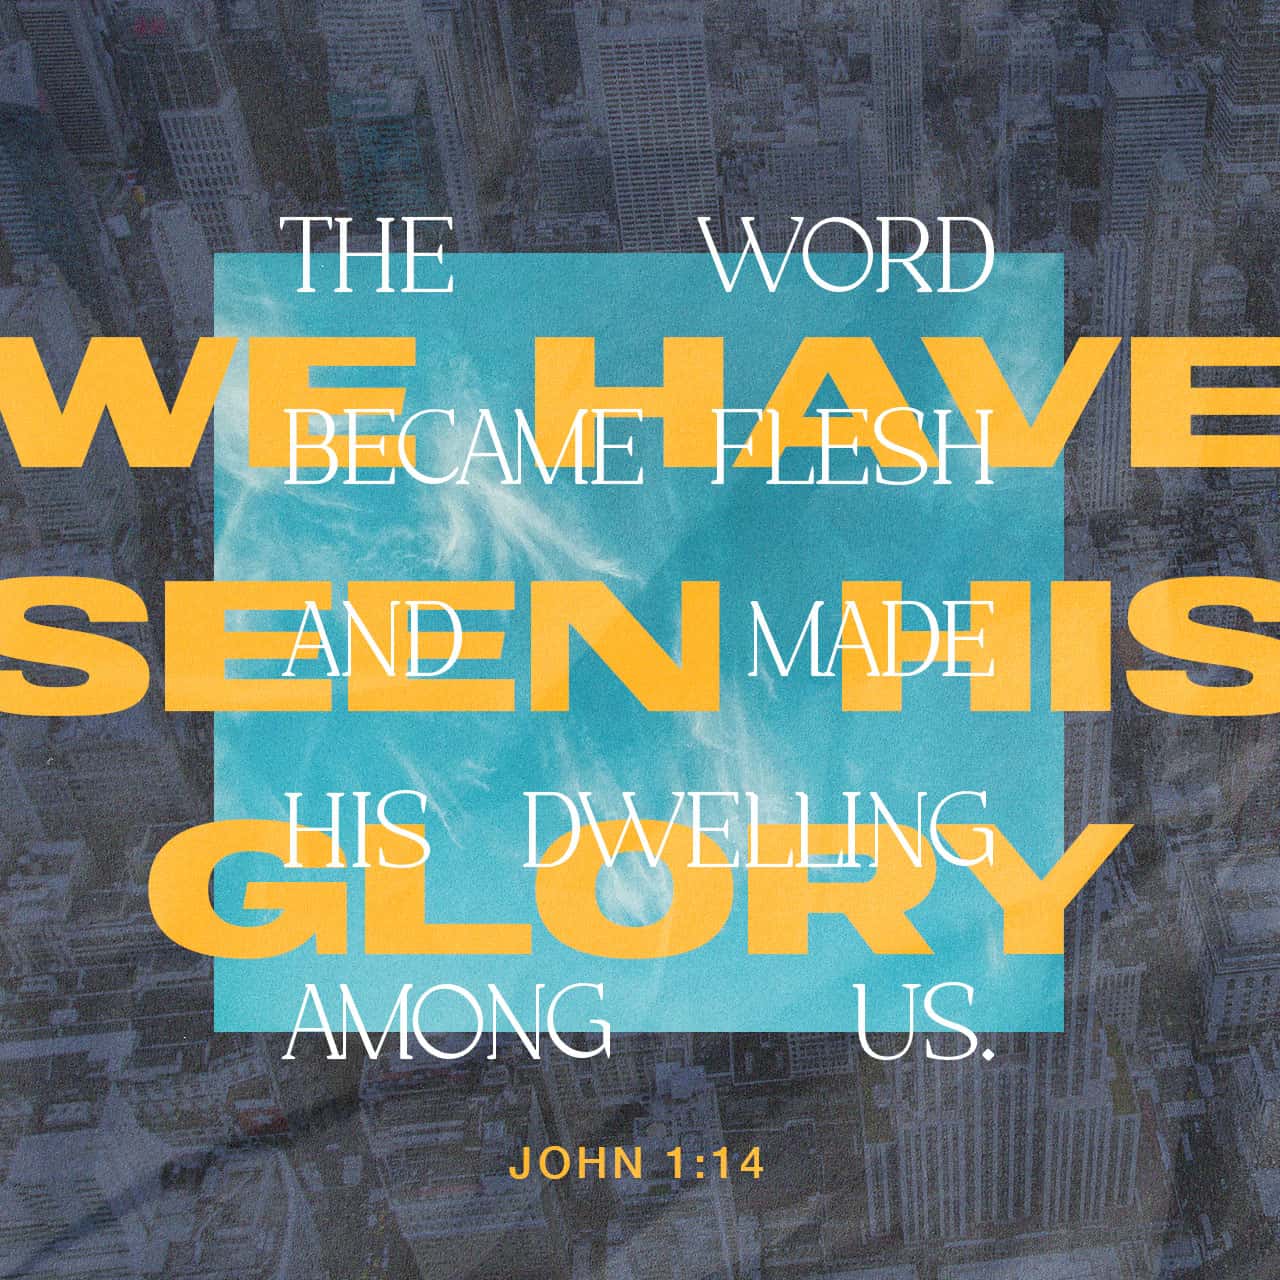 THE WORD
BECAME FLESH
AND MADE
HIS DWELLING
AMONG US.
WE HAVE
SEEN HIS
GLORY
JOHN 1:14